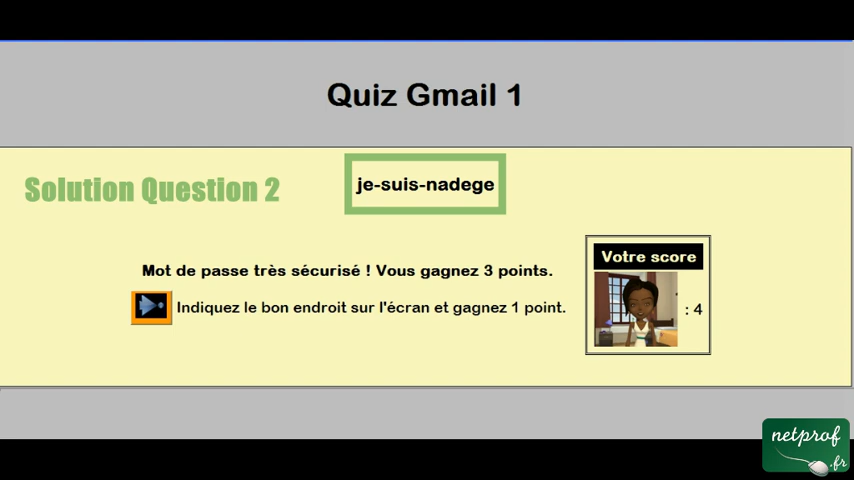 Quiz Gmail 1
Solution Question 2
je-suis-nadege
Mot de passe très sécurisé ! Vous gagnez 3 points.
Indiquez le bon endroit sur l'écran et gagnez 1 point.
Votre score
: 4
netprof
.fr